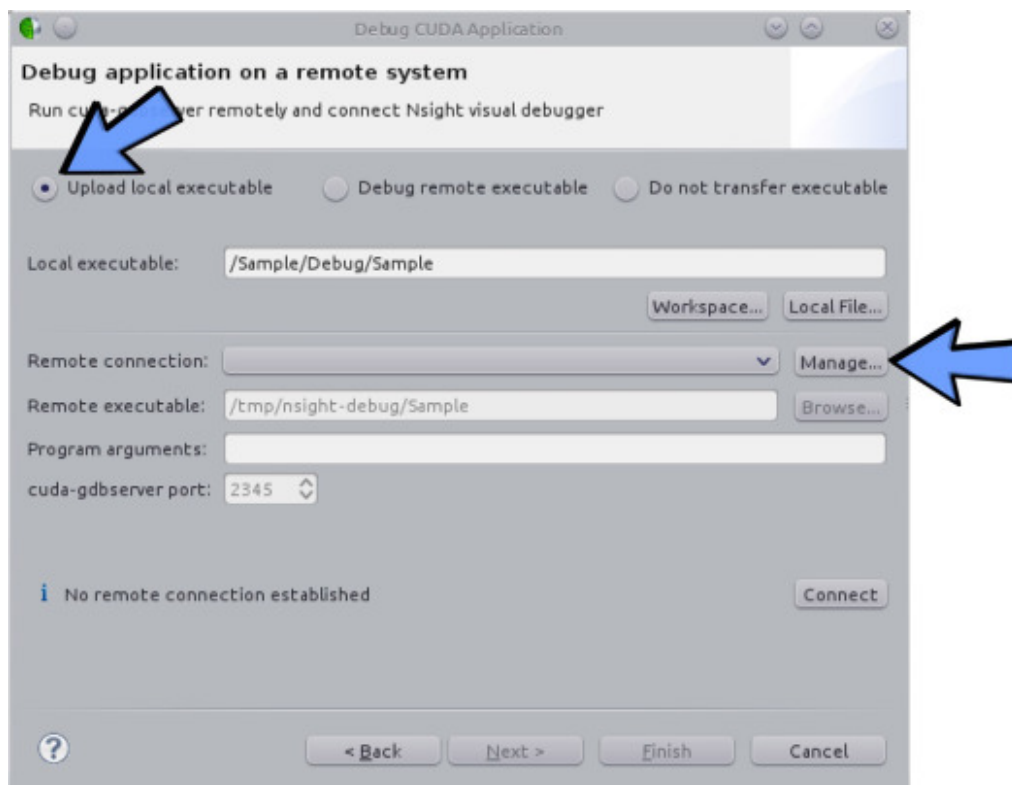 Debug CUDA Application
Debug application on a remote system
Run cuda-gdbserver remotely and connect Nsight visual debugger
Upload local executable Debug remote executable Do not transfer executable
Local executable: /Sample/Debug/Sample
Workspace... Local File...
Remote connection: Manage...
Remote executable: /tmp/nsight-debug/Sample Browse...
Program arguments:
cuda-gdbserver port: 2345
i No remote connection established Connect
? < Back Next > Finish Cancel